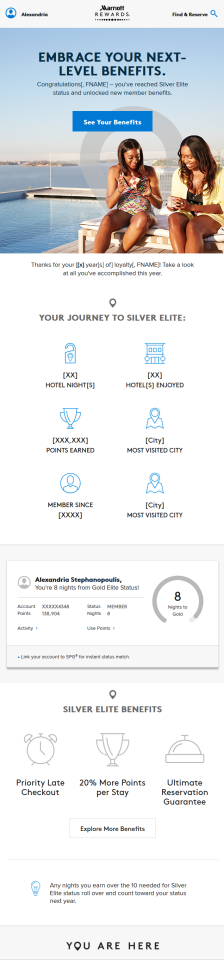 Alexandria
Marriott
REWARDS.
Find & Reserve
EMBRACE YOUR NEXT-
LEVEL BENEFITS.
Congratulations[, FNAME] – you've reached Silver Elite
status and unlocked new member benefits.
See Your Benefits
Thanks for your [[x] year[s] of] loyalty[, FNAME]! Take a look
at all you've accomplished this year.
YOUR JOURNEY TO SILVER ELITE:
[XX]
HOTEL NIGHT[S]
[XX]
HOTEL[S] ENJOYED
[XXX,XXX]
POINTS EARNED
[City]
MOST VISITED CITY
MEMBER SINCE
[XXXX]
[City]
MOST VISITED CITY
Alexandria Stephanopoulis,
You're 8 nights from Gold Elite Status!
Account XXXXX4348
Points 138,904
Status MEMBER
Nights 8
Activity >
Use Points >
8
Nights to
Gold
• Link your account to SPG® for instant status match.
SILVER ELITE BENEFITS
Priority Late
Checkout
20% More Points
per Stay
Ultimate
Reservation
Guarantee
Explore More Benefits
Any nights you earn over the 10 needed for Silver
Elite status roll over and count toward your status
next year.
YOU ARE HERE